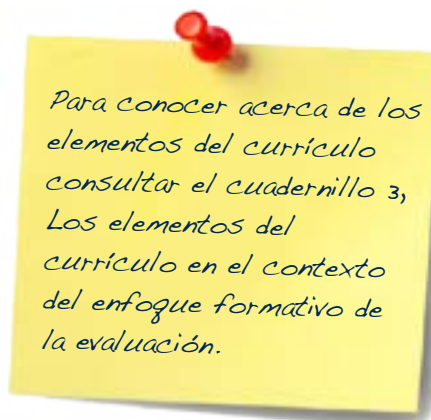 Para conocer acerca de los
elementos del currículo
consultar el cuadernillo 3,
Los elementos del
currículo en el contexto
del enfoque formativo de
la evaluación.